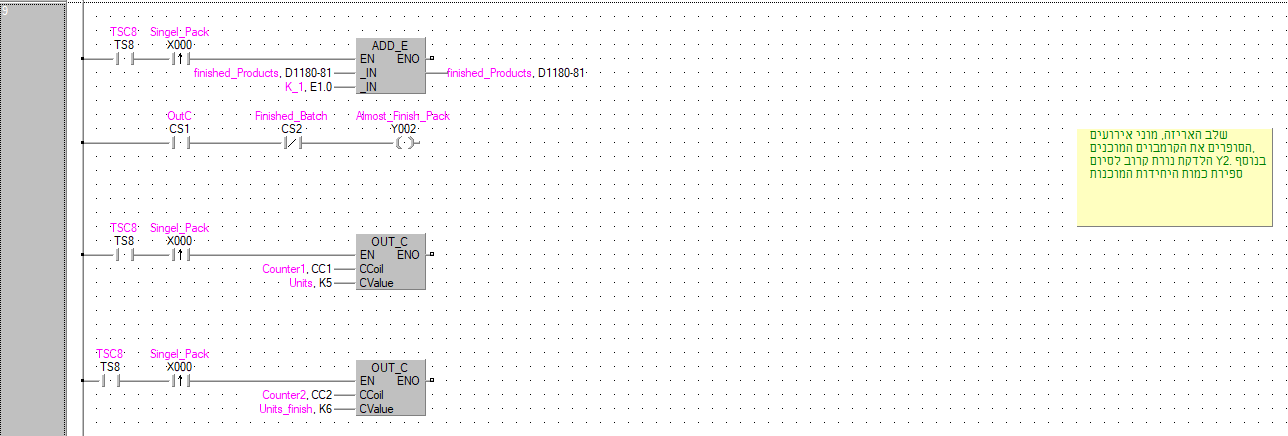 TSC8 Singel_Pack
TS8 X000
ADD_E
EN ENO
finished_Products, D1180-81 _IN finished_Products, D1180-81
K_1, E1.0 _IN
OutC Finished_Batch Almost_Finish_Pack
CS1 CS2 Y002
שלב האריזה, מוני אירועים
הסופרים את הקרמבוים המוכנים,
בנוסף .Y2 הלדקת נורת קרוב לסיום
ספירת כמות היחידות המוכנות
TSC8 Singel_Pack
TS8 X000
OUT_C
EN ENO
Counter1, CC1 CCoil
Units, K5 CValue
TSC8 Singel_Pack
TS8 X000
OUT_C
EN ENO
Counter2, CC2 CCoil
Units_finish, K6 CValue